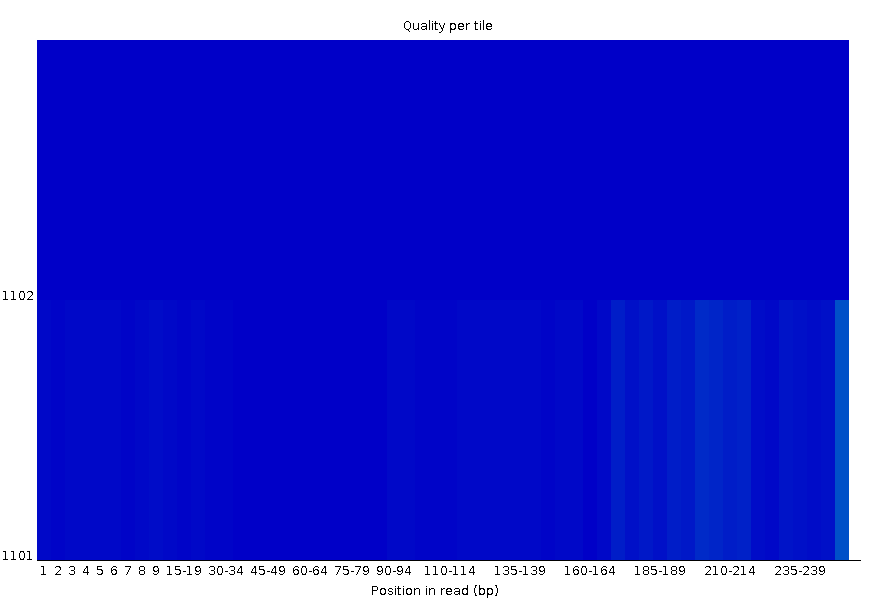 Quality per tile
1102
1101
1 2 3 4 5 6 7 8 9 15-19 30-34 45-49 60-64 75-79 90-94 110-114 135-139 160-164 185-189 210-214 235-239
Position in read (bp)